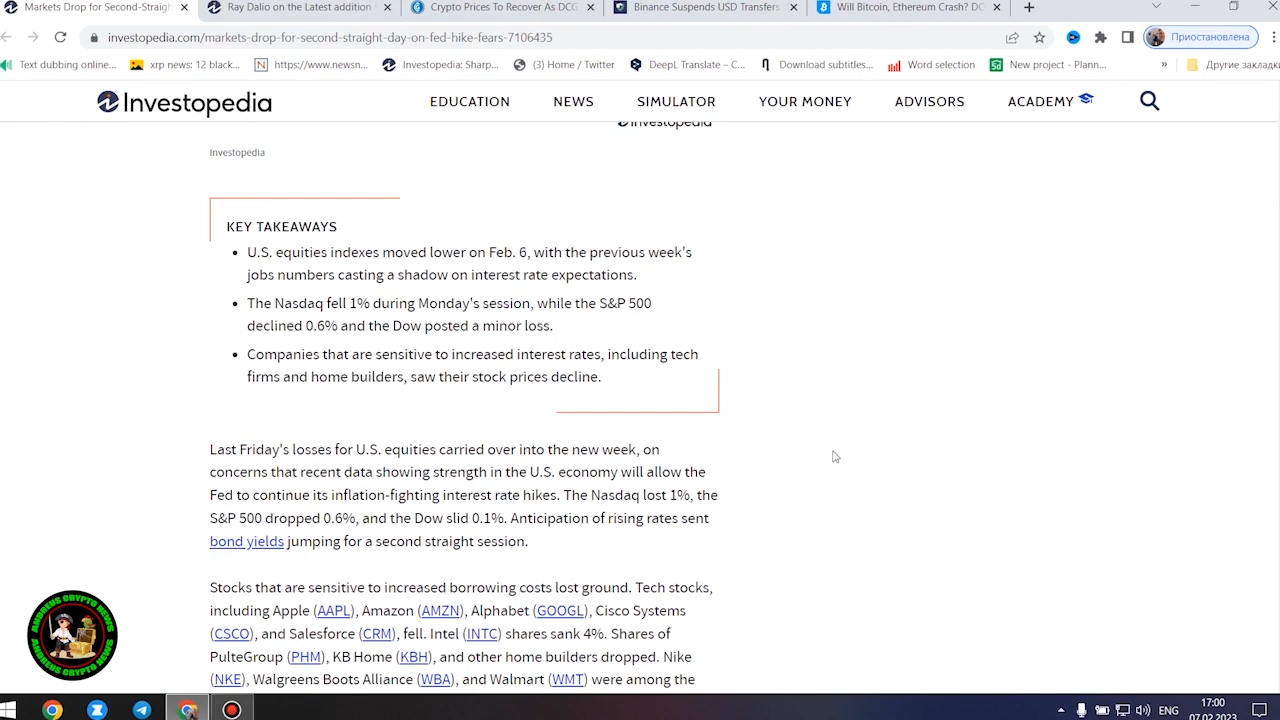 Markets Drop for Second-Straigh
Ray Dalio on the Latest addition
Crypto Prices To Recover As DCG
Binance Suspends USD Transfers
Will Bitcoin, Ethereum Crash? DC
investopedia.com/markets-drop-for-second-straight-day-on-fed-hike-fears-7106435
Приостановлена
Text dubbing online...
xrp news: 12 black...
https://www.newsn...
Investopedia: Sharp...
(3) Home / Twitter
DeepL Translate – C...
Download subtitles...
Word selection
New project - Plann...
»
Другие закладки
Investopedia
EDUCATION
NEWS
SIMULATOR
YOUR MONEY
ADVISORS
ACADEMY
Investopedia
Investopedia
KEY TAKEAWAYS
• U.S. equities indexes moved lower on Feb. 6, with the previous week's
jobs numbers casting a shadow on interest rate expectations.
• The Nasdaq fell 1% during Monday's session, while the S&P 500
declined 0.6% and the Dow posted a minor loss.
• Companies that are sensitive to increased interest rates, including tech
firms and home builders, saw their stock prices decline.
Last Friday's losses for U.S. equities carried over into the new week, on
concerns that recent data showing strength in the U.S. economy will allow the
Fed to continue its inflation-fighting interest rate hikes. The Nasdaq lost 1%, the
S&P 500 dropped 0.6%, and the Dow slid 0.1%. Anticipation of rising rates sent
bond yields jumping for a second straight session.
Stocks that are sensitive to increased borrowing costs lost ground. Tech stocks,
including Apple (AAPL), Amazon (AMZN), Alphabet (GOOGL), Cisco Systems
(CSCO), and Salesforce (CRM), fell. Intel (INTC) shares sank 4%. Shares of
PulteGroup (PHM), KB Home (KBH), and other home builders dropped. Nike
(NKE), Walgreens Boots Alliance (WBA), and Walmart (WMT) were among the
ANDREUS CRYPTO NEWS
ANDREUS CRYPTO NEWS
ENG
17:00
07.02.2023